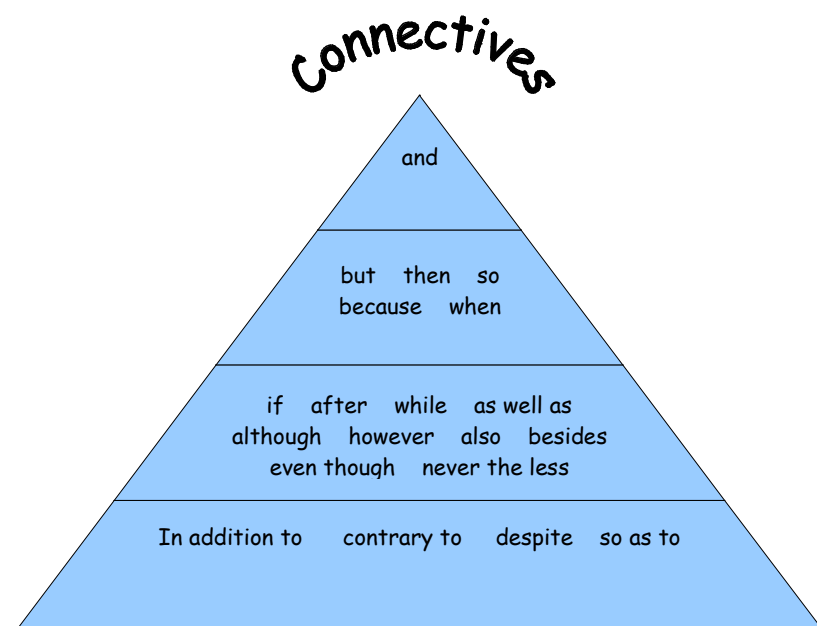 Connectives
and
but then so
because when
if after while as well as
although however also besides
even though never the less
In addition to contrary to despite so as to